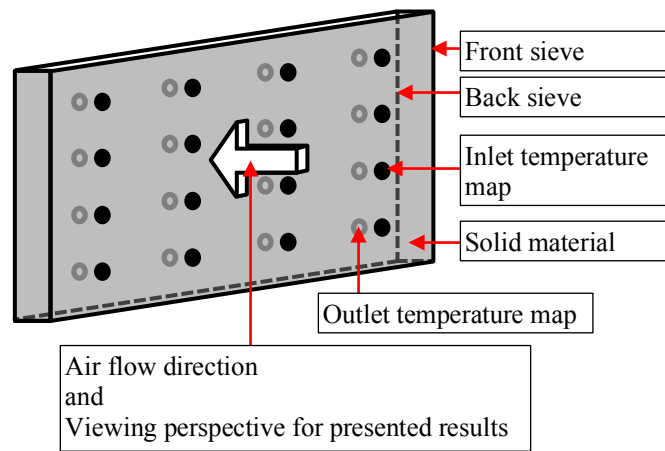 Front sieve
Back sieve
Inlet temperature
map
Solid material
Outlet temperature map
Air flow direction
and
Viewing perspective for presented results